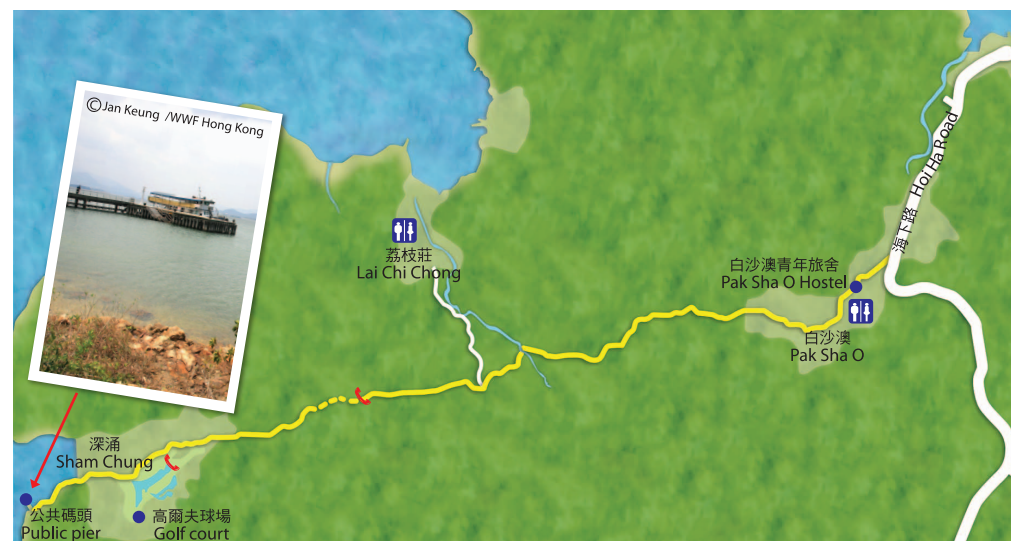 ©Jan Keung /WWF Hong Kong
荔枝莊
Lai Chi Chong
海下路 Hoi Ha Road
白沙澳青年旅舍
Pak Sha O Hostel
白沙澳
Pak Sha O
深涌
Sham Chung
公共碼頭
Public pier
高爾夫球場
Golf court